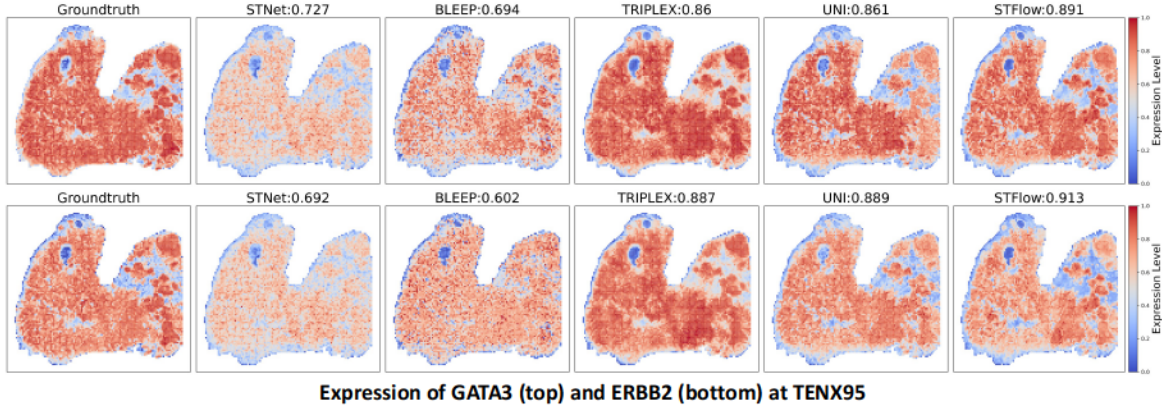 Groundtruth STNet:0.727 BLEEP:0.694 TRIPLEX:0.86 UNI:0.861 STFlow:0.891
1.0
0.8
0.6
0.4
0.2
0.0
Expression Level
Groundtruth STNet:0.692 BLEEP:0.602 TRIPLEX:0.887 UNI:0.889 STFlow:0.913
1.0
0.8
0.6
0.4
0.2
0.0
Expression Level
Expression of GATA3 (top) and ERBB2 (bottom) at TENX95